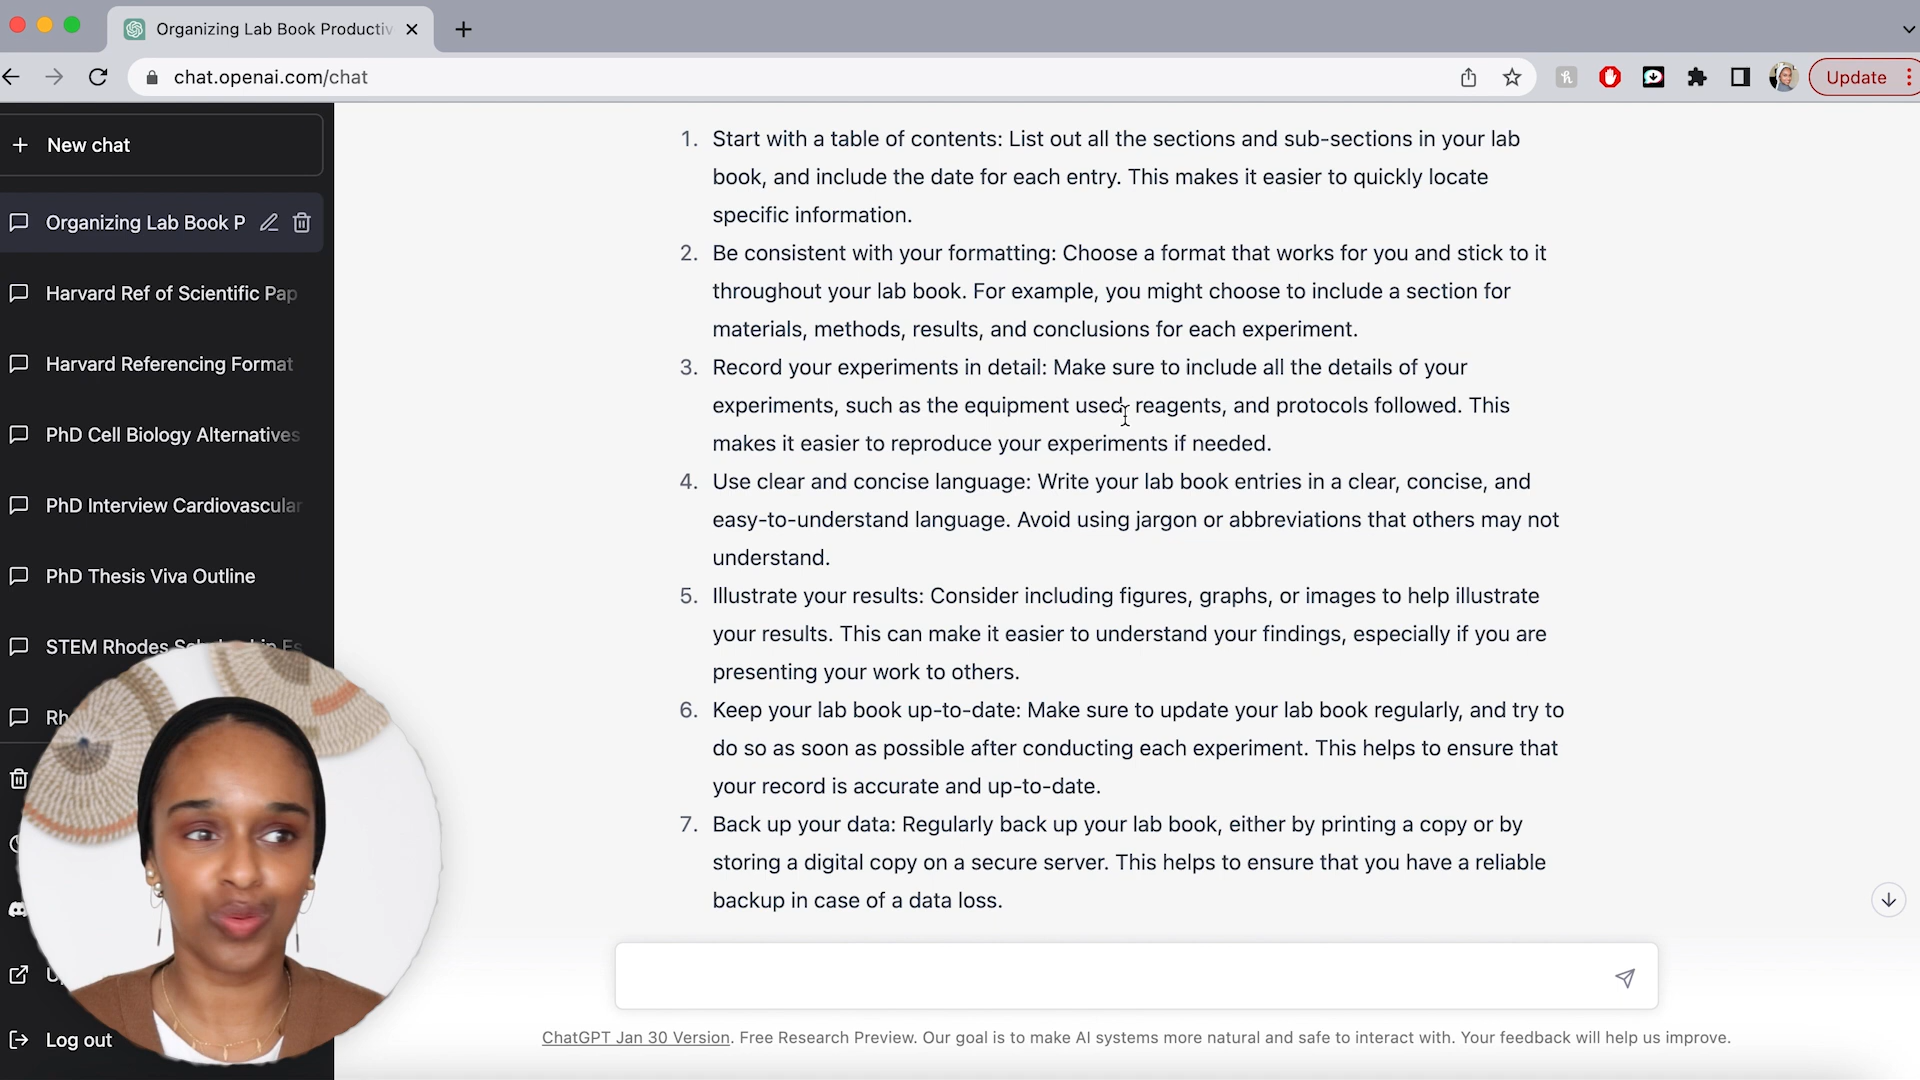 Organizing Lab Book Productiv
chat.openai.com/chat
Update
New chat
Organizing Lab Book P
Harvard Ref of Scientific Pap
Harvard Referencing Format
PhD Cell Biology Alternatives
PhD Interview Cardiovascular
PhD Thesis Viva Outline
STEM Rhodes
Rh
Log out
1. Start with a table of contents: List out all the sections and sub-sections in your lab
book, and include the date for each entry. This makes it easier to quickly locate
specific information.
2. Be consistent with your formatting: Choose a format that works for you and stick to it
throughout your lab book. For example, you might choose to include a section for
materials, methods, results, and conclusions for each experiment.
3. Record your experiments in detail: Make sure to include all the details of your
experiments, such as the equipment used, reagents, and protocols followed. This
makes it easier to reproduce your experiments if needed.
4. Use clear and concise language: Write your lab book entries in a clear, concise, and
easy-to-understand language. Avoid using jargon or abbreviations that others may not
understand.
5. Illustrate your results: Consider including figures, graphs, or images to help illustrate
your results. This can make it easier to understand your findings, especially if you are
presenting your work to others.
6. Keep your lab book up-to-date: Make sure to update your lab book regularly, and try to
do so as soon as possible after conducting each experiment. This helps to ensure that
your record is accurate and up-to-date.
7. Back up your data: Regularly back up your lab book, either by printing a copy or by
storing a digital copy on a secure server. This helps to ensure that you have a reliable
backup in case of a data loss.
ChatGPT Jan 30 Version. Free Research Preview. Our goal is to make AI systems more natural and safe to interact with. Your feedback will help us improve.